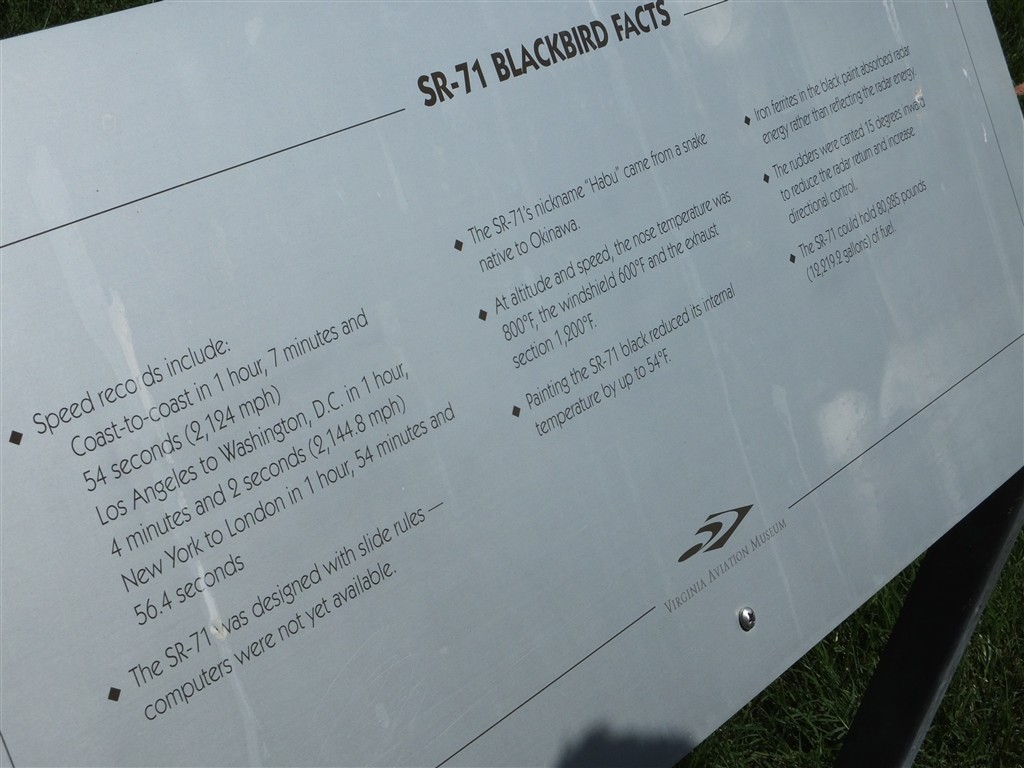 SR-71 BLACKBIRD FACTS
◆ Speed records include:
Coast-to-coast in 1 hour, 7 minutes and
54 seconds (2,124 mph)
Los Angeles to Washington, D.C. in 1 hour,
4 minutes and 2 seconds (2,144.8 mph)
New York to London in 1 hour, 54 minutes and
56.4 seconds
◆ The SR-71 was designed with slide rules —
computers were not yet available.
◆ The SR-71's nickname "Habu" came from a snake
native to Okinawa.
◆ At altitude and speed, the nose temperature was
800°F, the windshield 600°F and the exhaust
section 1,200°F.
◆ Painting the SR-71 black reduced its internal
temperature by up to 54°F.
◆ Iron ferrites in the black paint absorbed radar
energy rather than reflecting the radar energy.
◆ The rudders were canted 15 degrees inward
to reduce the radar return and increase
directional control.
◆ The SR-71 could hold 80,285 pounds
(12,219.2 gallons) of fuel.
VIRGINIA AVIATION MUSEUM